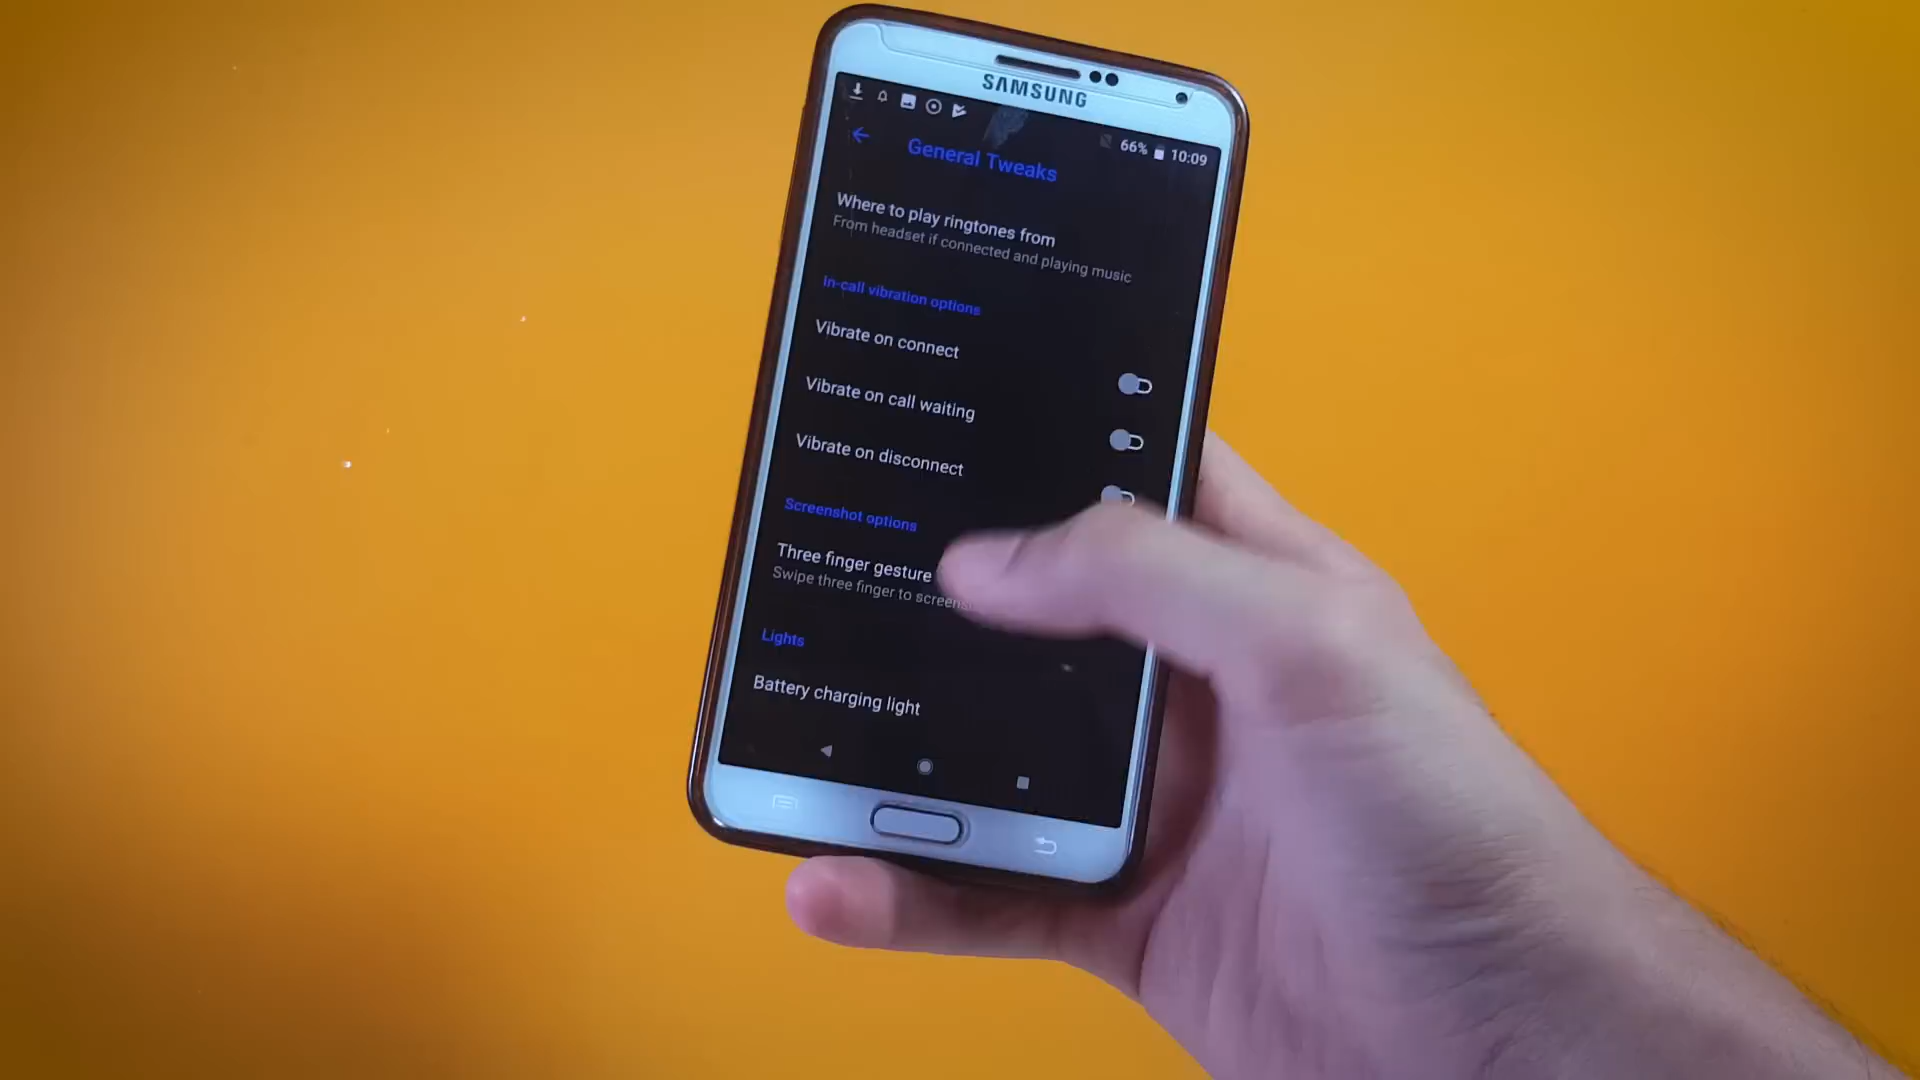 SAMSUNG
66% 10:09
General Tweaks
Where to play ringtones from
From headset if connected and playing music
In-call vibration options
Vibrate on connect
Vibrate on call waiting
Vibrate on disconnect
Screenshot options
Three finger gesture
Swipe three finger to
Lights
Battery charging light